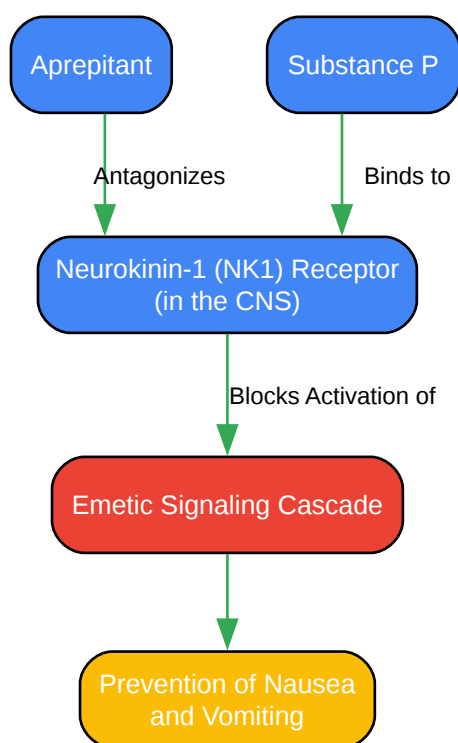 Aprepitant
Substance P
Antagonizes
Binds to
Neurokinin-1 (NK1) Receptor
(in the CNS)
Blocks Activation of
Emetic Signaling Cascade
Prevention of Nausea
and Vomiting